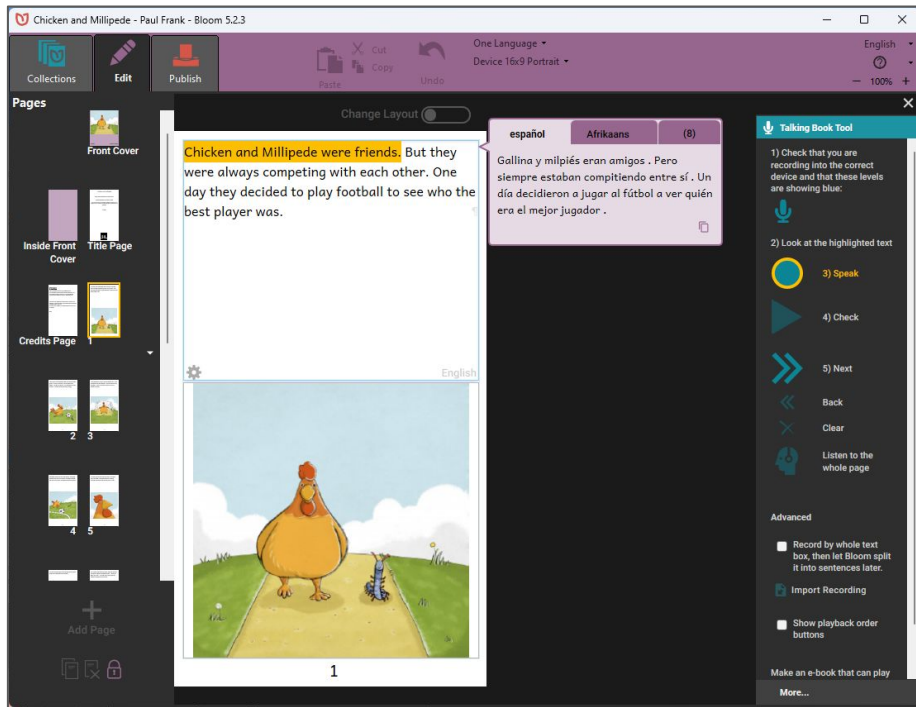 Chicken and Millipede - Paul Frank - Bloom 5.2.3
Collections
Edit
Publish
Paste
Cut
Copy
Undo
One Language
Device 16x9 Portrait
English
100%
Pages
Front Cover
Inside Front
Cover
Title Page
Credits Page
1
2
3
4
5
Add Page
Change Layout
Chicken and Millipede were friends. But they
were always competing with each other. One
day they decided to play football to see who the
best player was.
English
1
español
Afrikaans
(8)
Gallina y milpiés eran amigos . Pero
siempre estaban compitiendo entre sí . Un
día decidieron a jugar al fútbol a ver quién
era el mejor jugador .
Talking Book Tool
1) Check that you are
recording into the correct
device and that these levels
are showing blue:
2) Look at the highlighted text
3) Speak
4) Check
5) Next
Back
Clear
Listen to the
whole page
Advanced
Record by whole text
box, then let Bloom split
it into sentences later.
Import Recording
Show playback order
buttons
Make an e-book that can play
More...